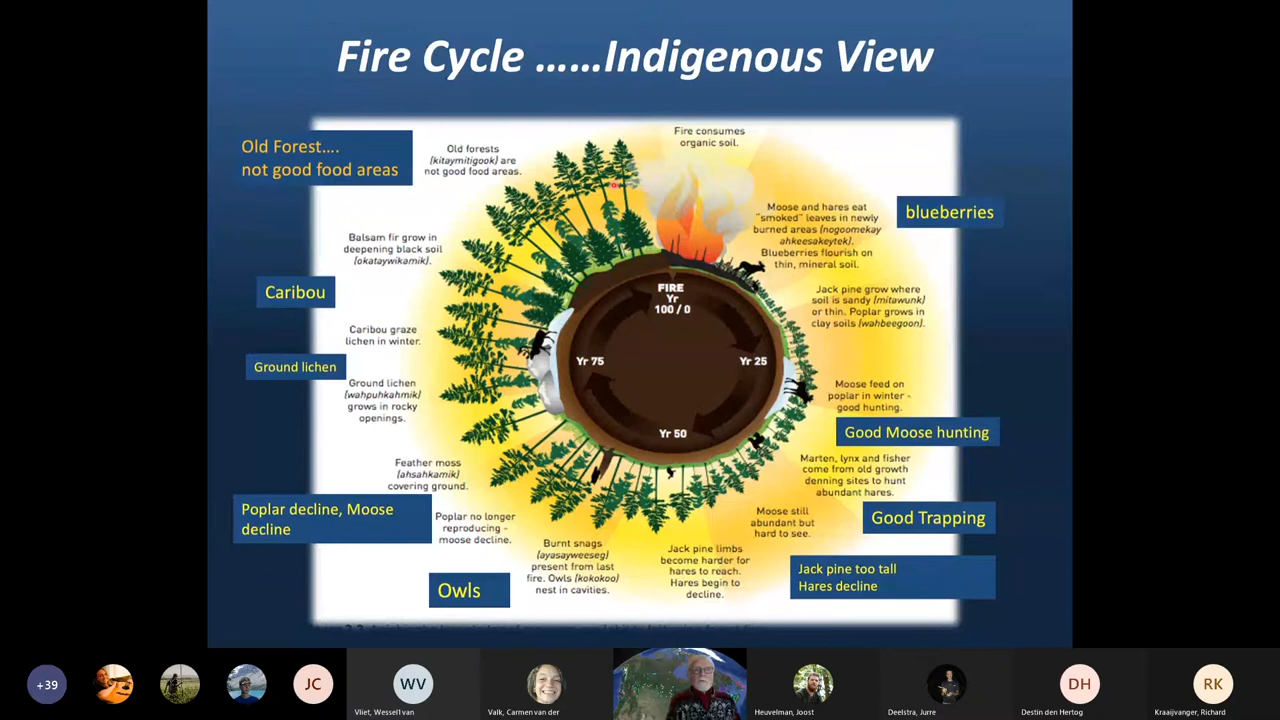 Fire Cycle ……Indigenous View
Old Forest….
not good food areas
Old forests
(kitaymitigook) are
not good food areas.
Fire consumes
organic soil.
Moose and hares eat
"smoked" leaves in newly
burned areas (nogoomekay
ahkeesakeytek).
Blueberries flourish on
thin, mineral soil.
blueberries
Balsam fir grow in
deepening black soil
(okataywikamik).
Caribou
Jack pine grow where
soil is sandy (mitawunk)
or thin. Poplar grows in
clay soils (wahbeegoon).
FIRE
Yr
100 / 0
Yr 25
Yr 50
Yr 75
Caribou graze
lichen in winter.
Ground lichen
Ground lichen
(wahpuhkahmik)
grows in rocky
openings.
Moose feed on
poplar in winter -
good hunting.
Good Moose hunting
Marten, lynx and fisher
come from old growth
denning sites to hunt
abundant hares.
Feather moss
(ahsahkamik)
covering ground.
Poplar decline, Moose
decline
Poplar no longer
reproducing -
moose decline.
Moose still
abundant but
hard to see.
Good Trapping
Burnt snags
(ayasayweeseg)
present from last
fire. Owls (kokokoo)
nest in cavities.
Jack pine limbs
become harder for
hares to reach.
Hares begin to
decline.
Jack pine too tall
Hares decline
Owls
+39
JC
WV
DH
RK
Vliet, Wessel1 van
Valk, Carmen van der
Heuvelman, Joost
Deelstra, Jurre
Destin den Hertog
Kraaijvanger, Richard